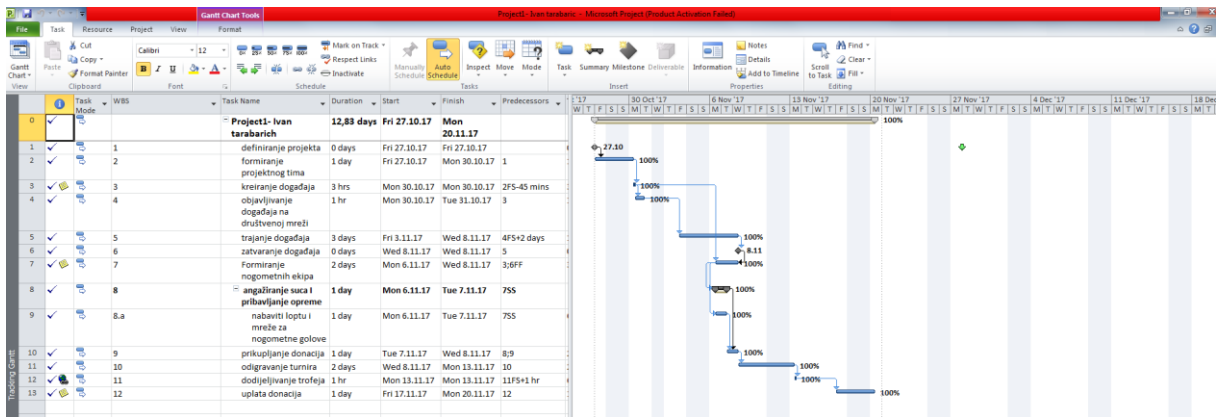 Gantt Chart Tools
Project1- Ivan tarabaric - Microsoft Project (Product Activation Failed)
File Task Resource Project View Format
Gantt Chart
View
Paste
Cut
Copy
Format Painter
Clipboard
Calibri 12
B I U
Font
Mark on Track
Respect Links
Inactivate
Schedule
Manually Schedule
Auto Schedule
Inspect Move Mode
Tasks
Task Summary Milestone Deliverable
Insert
Information
Notes
Details
Add to Timeline
Properties
Scroll to Task
Find
Clear
Fill
Editing
Task Mode WBS Task Name Duration Start Finish Predecessors
'17 30 Oct '17 6 Nov '17 13 Nov '17 20 Nov '17 27 Nov '17 4 Dec '17 11 Dec '17 18 Dec
W T F S S M T W T F S S M T W T F S S M T W T F S S M T W T F S S M T W T F S S M T W T F S S M T W T F S S M T
0 Project1- Ivan tarabarich 12,83 days Fri 27.10.17 Mon 20.11.17 100%
1 1 definiranje projekta 0 days Fri 27.10.17 Fri 27.10.17 27.10
2 2 formiranje projektnog tima 1 day Fri 27.10.17 Mon 30.10.17 1 100%
3 3 kreiranje događaja 3 hrs Mon 30.10.17 Mon 30.10.17 2FS-45 mins 100%
4 4 objavljivanje događaja na društvenoj mreži 1 hr Mon 30.10.17 Tue 31.10.17 3 100%
5 5 trajanje događaja 3 days Fri 3.11.17 Wed 8.11.17 4FS+2 days 100%
6 6 zatvaranje događaja 0 days Wed 8.11.17 Wed 8.11.17 5 8.11
7 7 Formiranje nogometnih ekipa 2 days Mon 6.11.17 Wed 8.11.17 3;6FF 100%
8 8 angažiranje suca I pribavljanje opreme 1 day Mon 6.11.17 Tue 7.11.17 7SS 100%
9 8.a nabaviti loptu i mreže za nogometne golove 1 day Mon 6.11.17 Tue 7.11.17 7SS 100%
10 9 prikupljanje donacija 1 day Tue 7.11.17 Wed 8.11.17 8;9 100%
11 10 odigravanje turnira 2 days Wed 8.11.17 Mon 13.11.17 10 100%
12 11 dodijeljivanje trofeja 1 hr Mon 13.11.17 Mon 13.11.17 11FS+1 hr 100%
13 12 uplata donacija 1 day Fri 17.11.17 Mon 20.11.17 12 100%
Tracking Gantt